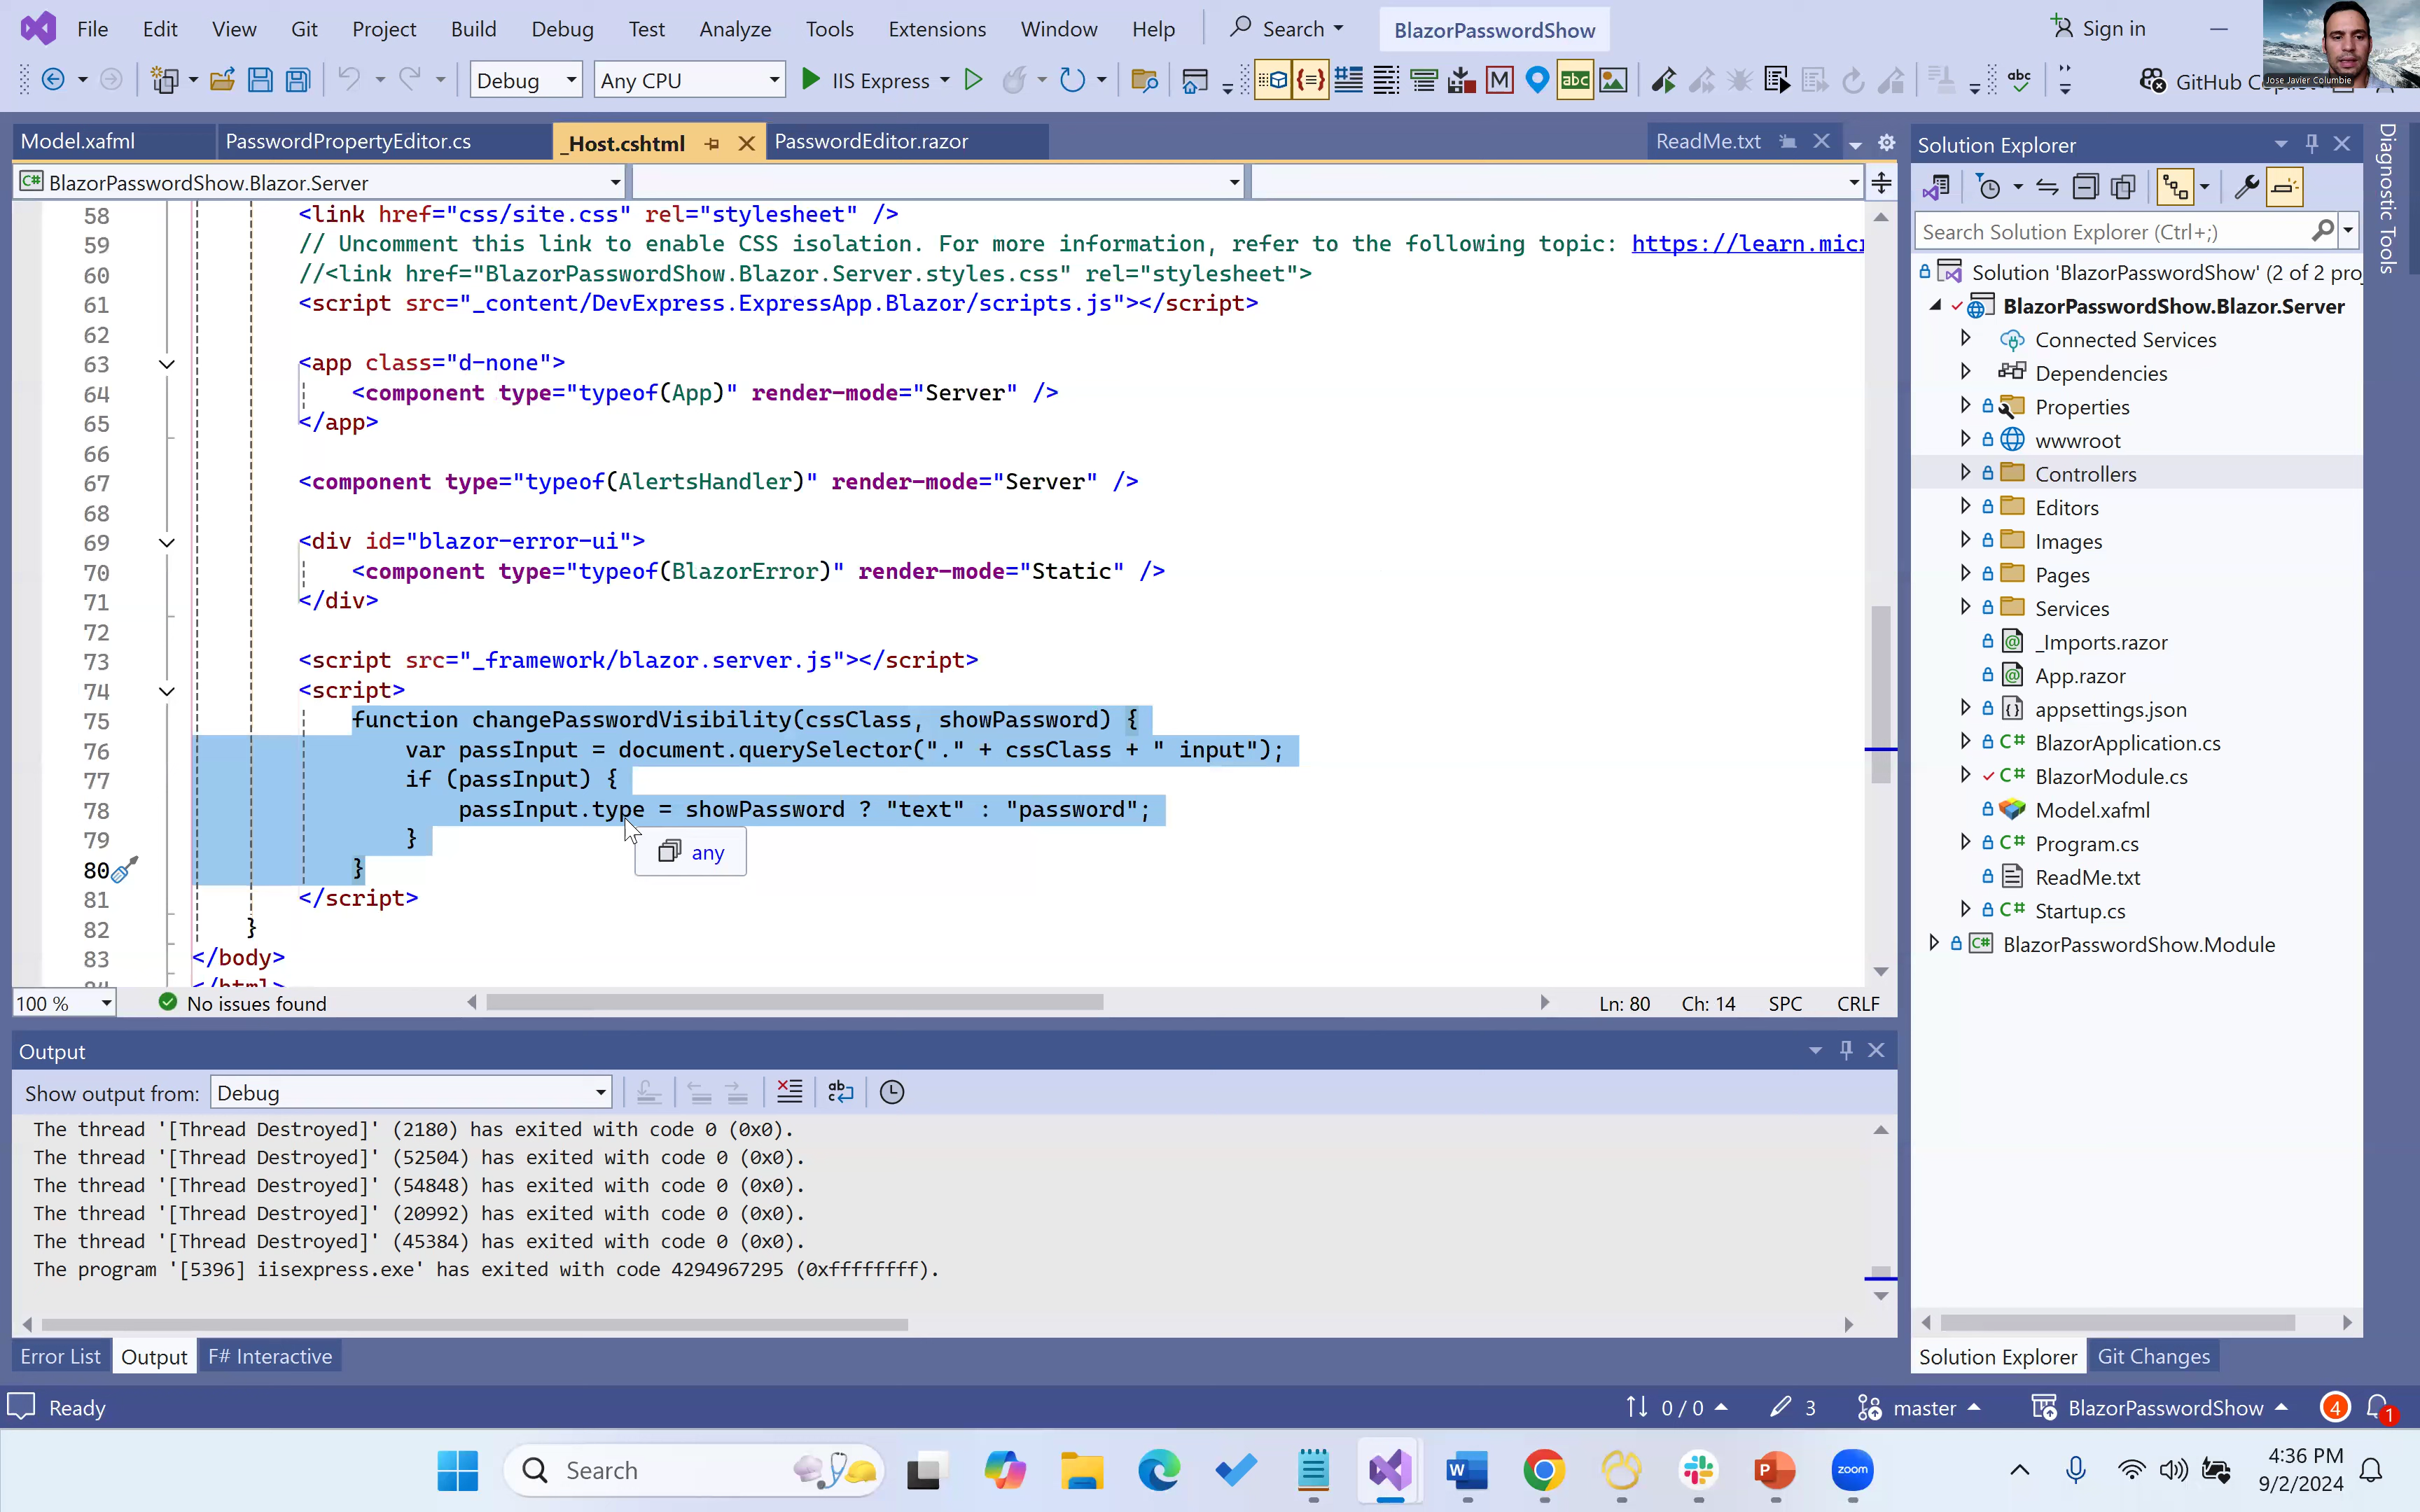 File Edit View Git Project Build Debug Test Analyze Tools Extensions Window Help Search BlazorPasswordShow Sign in
Jose Javier Columbie
Debug Any CPU IIS Express abc GitHub
Model.xafml PasswordPropertyEditor.cs _Host.cshtml PasswordEditor.razor ReadMe.txt
Solution Explorer
Diagnostic Tools
C# BlazorPasswordShow.Blazor.Server
Search Solution Explorer (Ctrl+;)
58 <link href="css/site.css" rel="stylesheet" />
59 // Uncomment this link to enable CSS isolation. For more information, refer to the following topic: https://learn.micr
60 //<link href="BlazorPasswordShow.Blazor.Server.styles.css" rel="stylesheet">
61 <script src="_content/DevExpress.ExpressApp.Blazor/scripts.js"></script>
62
63 <app class="d-none">
64 <component type="typeof(App)" render-mode="Server" />
65 </app>
66
67 <component type="typeof(AlertsHandler)" render-mode="Server" />
68
69 <div id="blazor-error-ui">
70 <component type="typeof(BlazorError)" render-mode="Static" />
71 </div>
72
73 <script src="_framework/blazor.server.js"></script>
74 <script>
75 function changePasswordVisibility(cssClass, showPassword) {
76 var passInput = document.querySelector("." + cssClass + " input");
77 if (passInput) {
78 passInput.type = showPassword ? "text" : "password";
79 }
80 }
81 </script>
82 }
83 </body>
any
Solution 'BlazorPasswordShow' (2 of 2 pro
BlazorPasswordShow.Blazor.Server
Connected Services
Dependencies
Properties
wwwroot
Controllers
Editors
Images
Pages
Services
_Imports.razor
App.razor
appsettings.json
C# BlazorApplication.cs
C# BlazorModule.cs
Model.xafml
C# Program.cs
ReadMe.txt
C# Startup.cs
C# BlazorPasswordShow.Module
100 % No issues found Ln: 80 Ch: 14 SPC CRLF
Output
Show output from: Debug
The thread '[Thread Destroyed]' (2180) has exited with code 0 (0x0).
The thread '[Thread Destroyed]' (52504) has exited with code 0 (0x0).
The thread '[Thread Destroyed]' (54848) has exited with code 0 (0x0).
The thread '[Thread Destroyed]' (20992) has exited with code 0 (0x0).
The thread '[Thread Destroyed]' (45384) has exited with code 0 (0x0).
The program '[5396] iisexpress.exe' has exited with code 4294967295 (0xffffffff).
Error List Output F# Interactive
Solution Explorer Git Changes
Ready 0 / 0 3 master BlazorPasswordShow 4 1
Search zoom 4:36 PM
9/2/2024